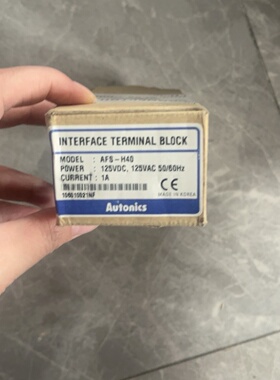 INTERFACE TERMINAL BLOCK
MODEL : AFS-H40
POWER : 125VDC, 125VAC 50/60Hz
CURRENT : 1A
CE
MADE IN KOREA
Autonics